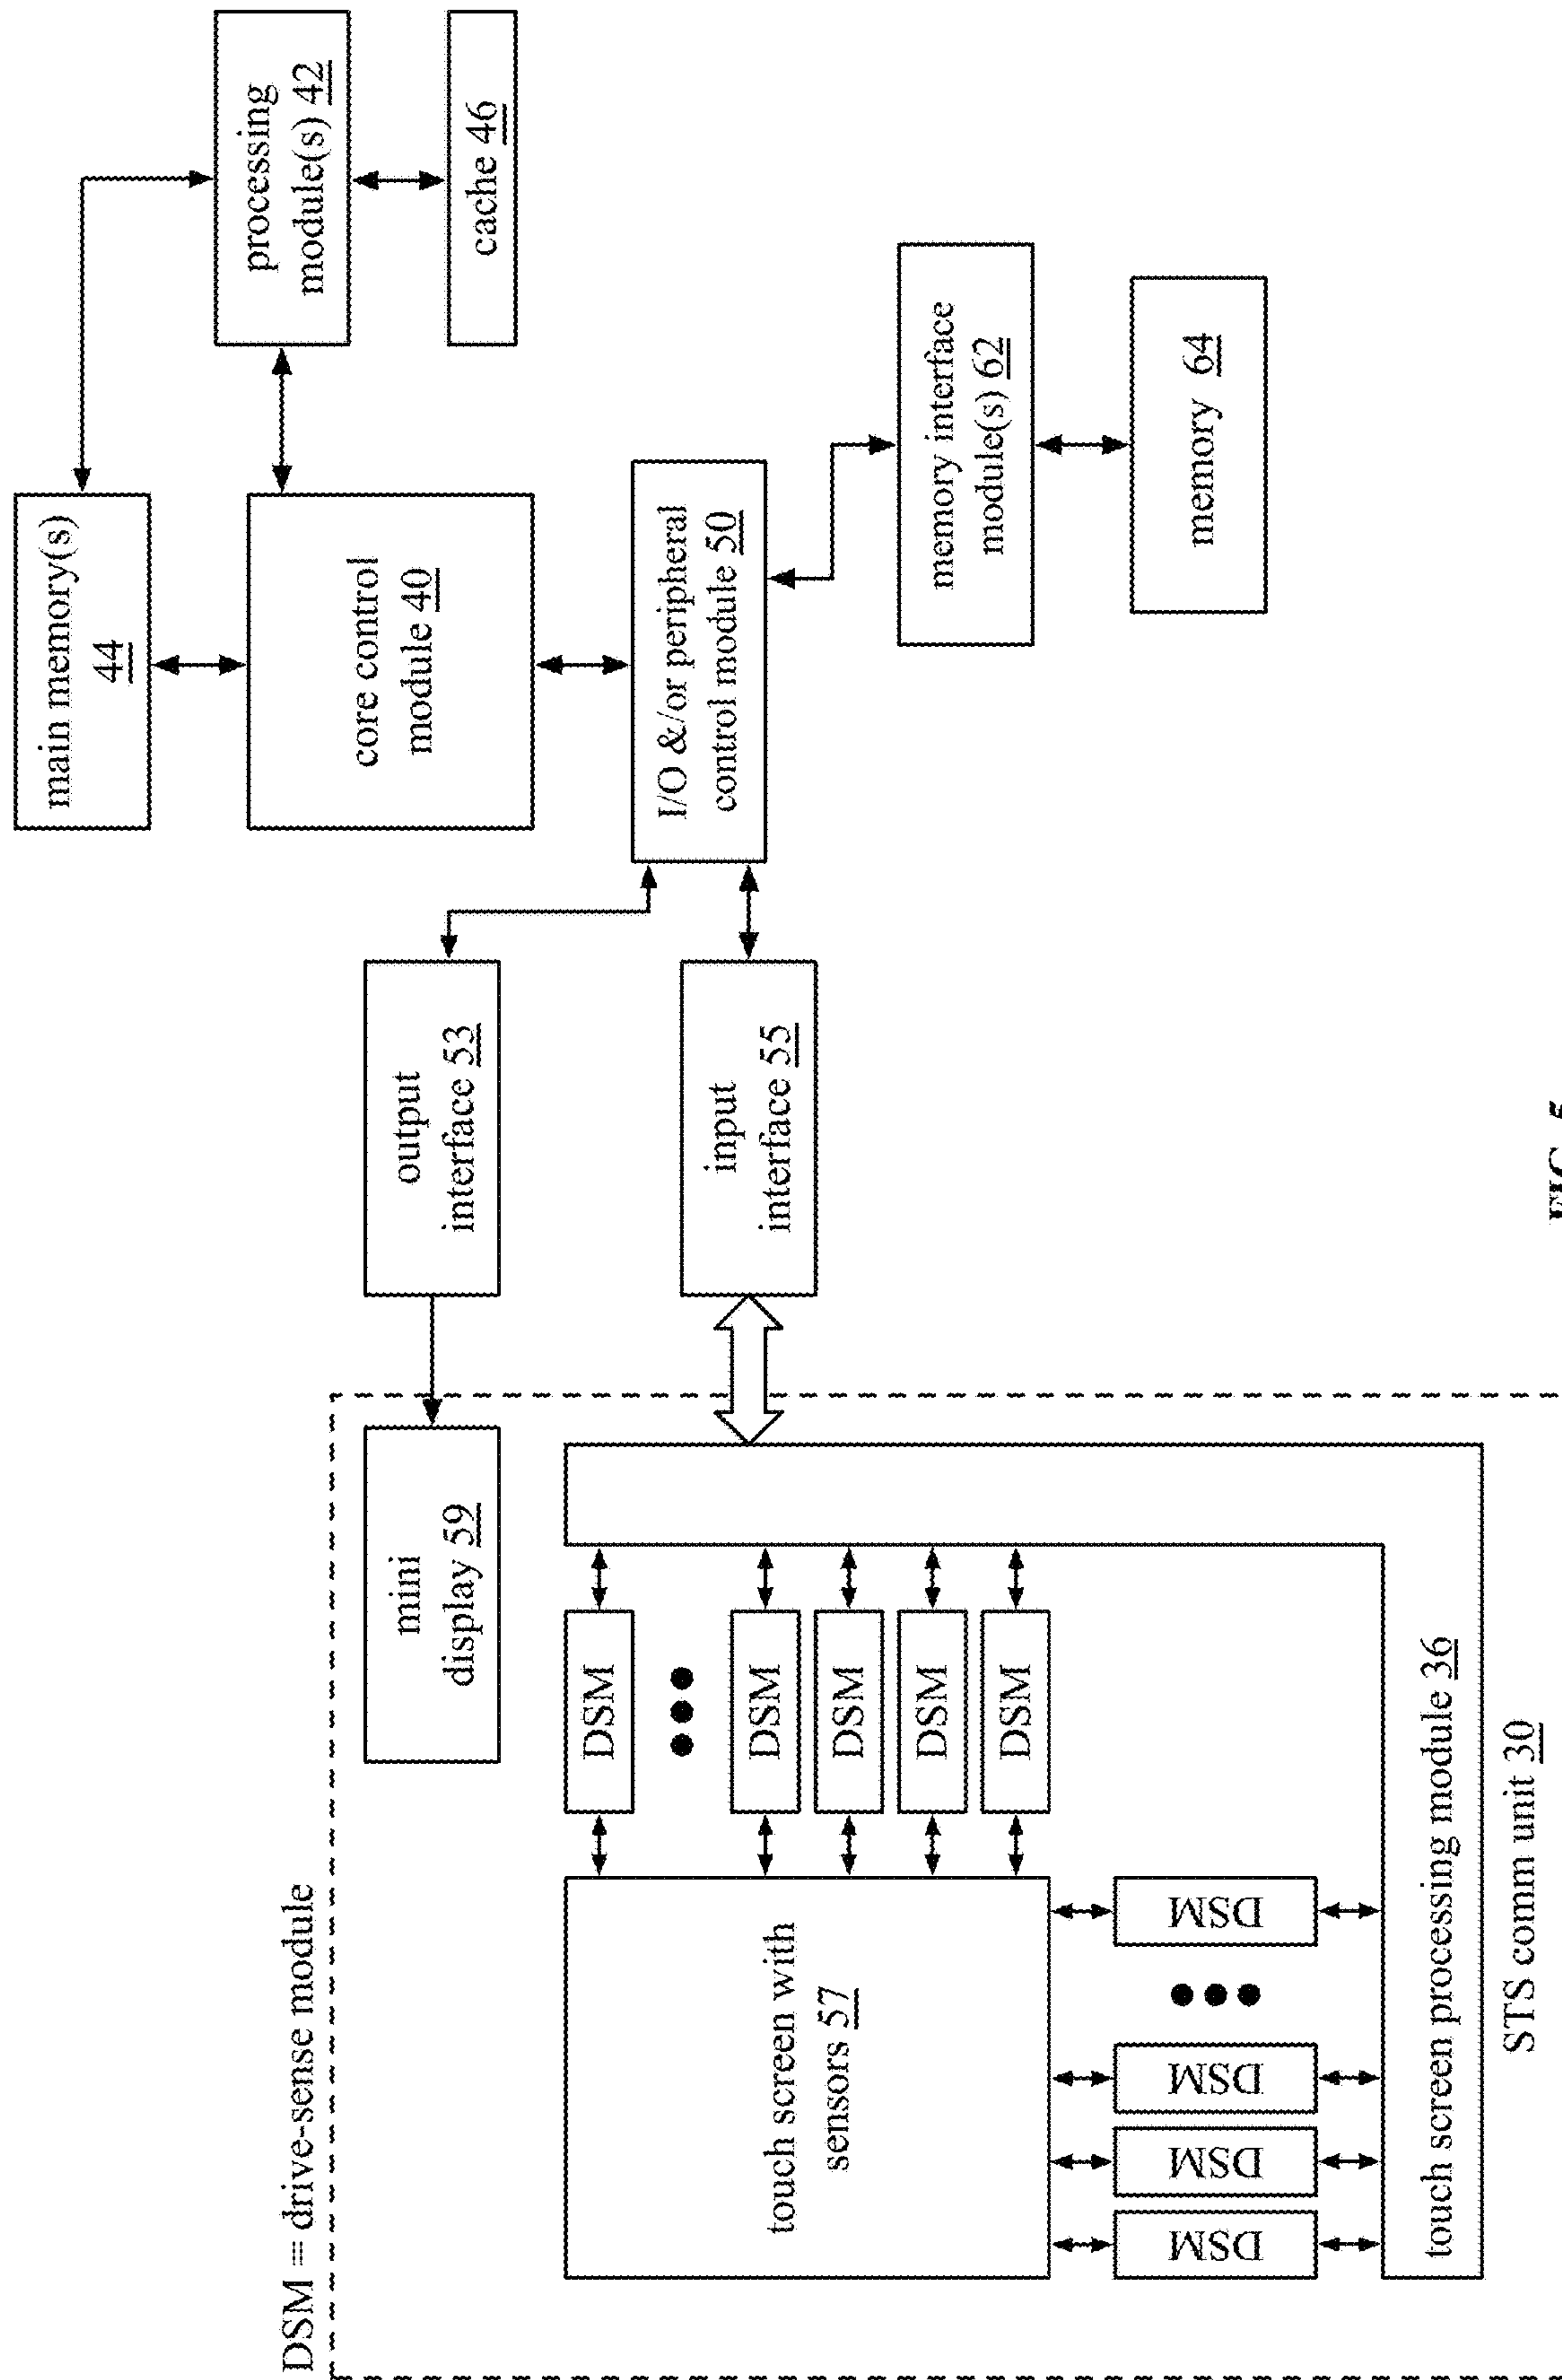 DSM = drive-sense module
mini
display 59
output
interface 53
main memory(s)
44
processing
module(s) 42
cache 46
core control
module 40
I/O &/or peripheral
control module 50
input
interface 55
memory interface
module(s) 62
memory 64
touch screen with
sensors 57
DSM
DSM
DSM
DSM
DSM
DSM
DSM
DSM
DSM
touch screen processing module 36
STS comm unit 30
FIG. 5